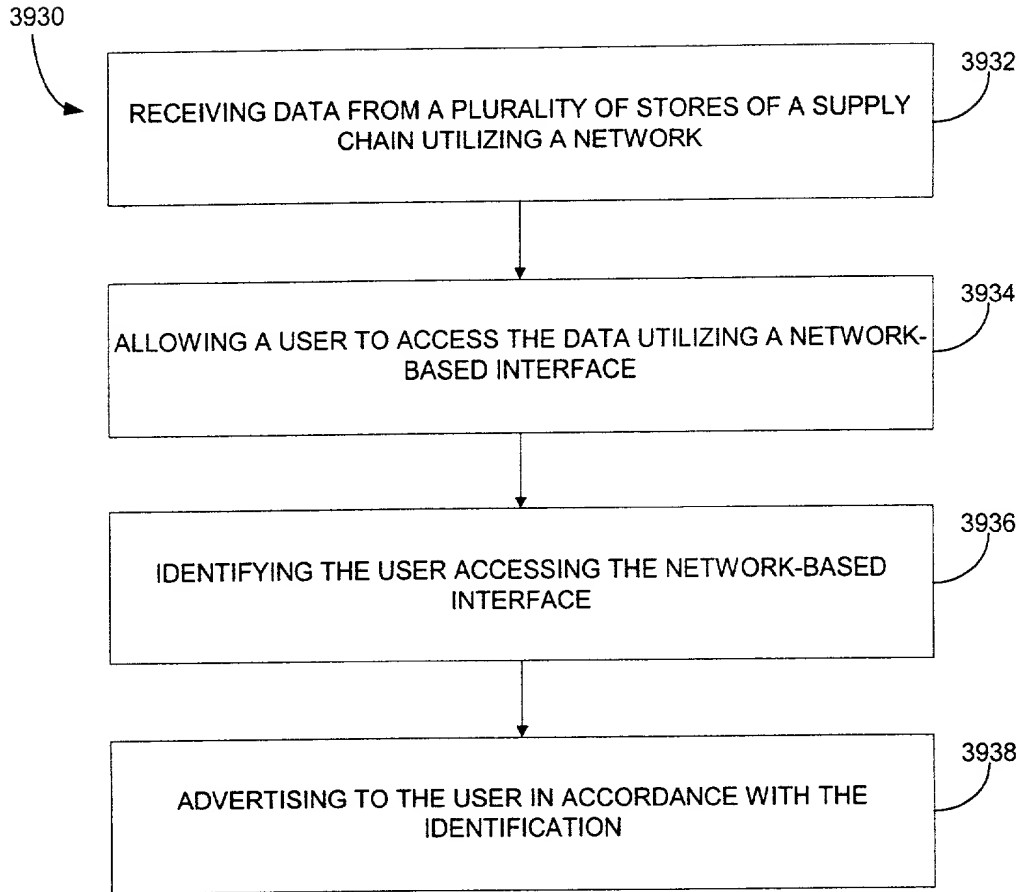 3930
3932
RECEIVING DATA FROM A PLURALITY OF STORES OF A SUPPLY
CHAIN UTILIZING A NETWORK
3934
ALLOWING A USER TO ACCESS THE DATA UTILIZING A NETWORK-
BASED INTERFACE
3936
IDENTIFYING THE USER ACCESSING THE NETWORK-BASED
INTERFACE
3938
ADVERTISING TO THE USER IN ACCORDANCE WITH THE
IDENTIFICATION